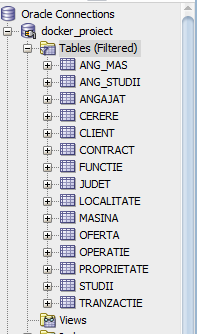 Oracle Connections
docker_proiect
Tables (Filtered)
ANG_MAS
ANG_STUDII
ANGAJAT
CERERE
CLIENT
CONTRACT
FUNCTIE
JUDET
LOCALITATE
MASINA
OFERTA
OPERATIE
PROPRIETATE
STUDII
TRANZACTIE
Views